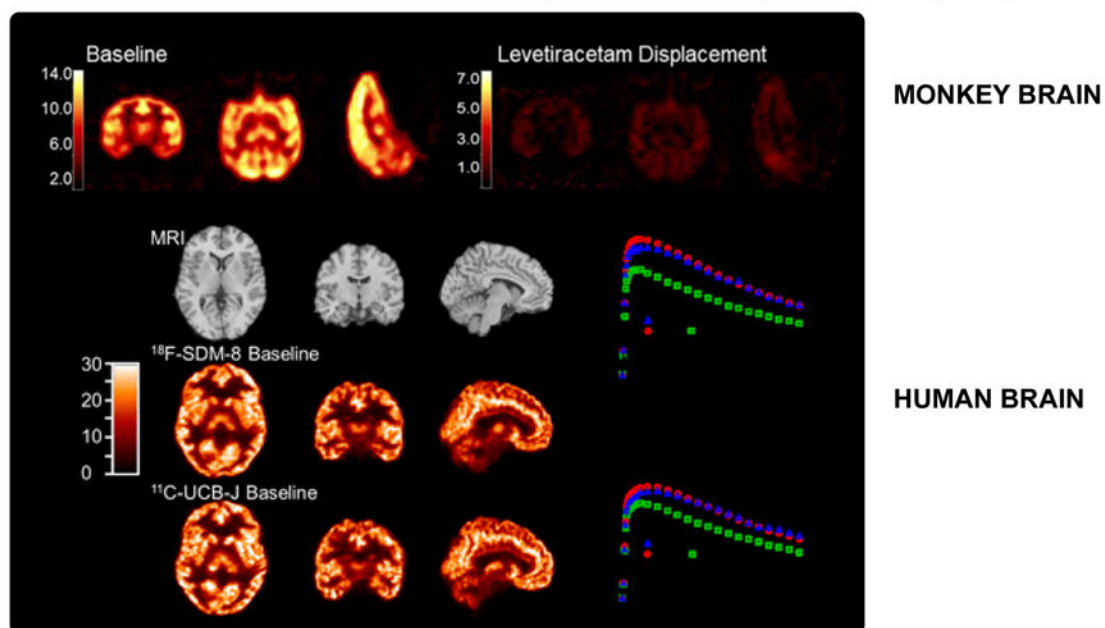 Baseline
Levetiracetam Displacement
14.0
10.0
6.0
2.0
7.0
5.0
3.0
1.0
MONKEY BRAIN
MRI
¹⁸F-SDM-8 Baseline
30
20
10
0
HUMAN BRAIN
¹¹C-UCB-J Baseline